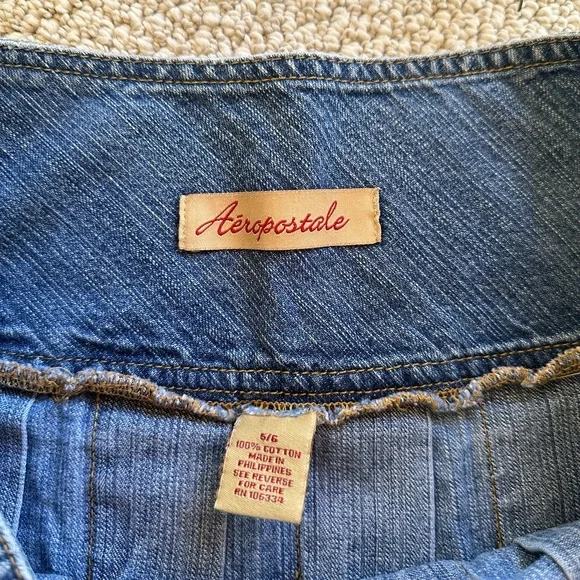 Aéropostale
5/6
100% COTTON
MADE IN
PHILIPPINES
SEE REVERSE
FOR CARE
RN 106334